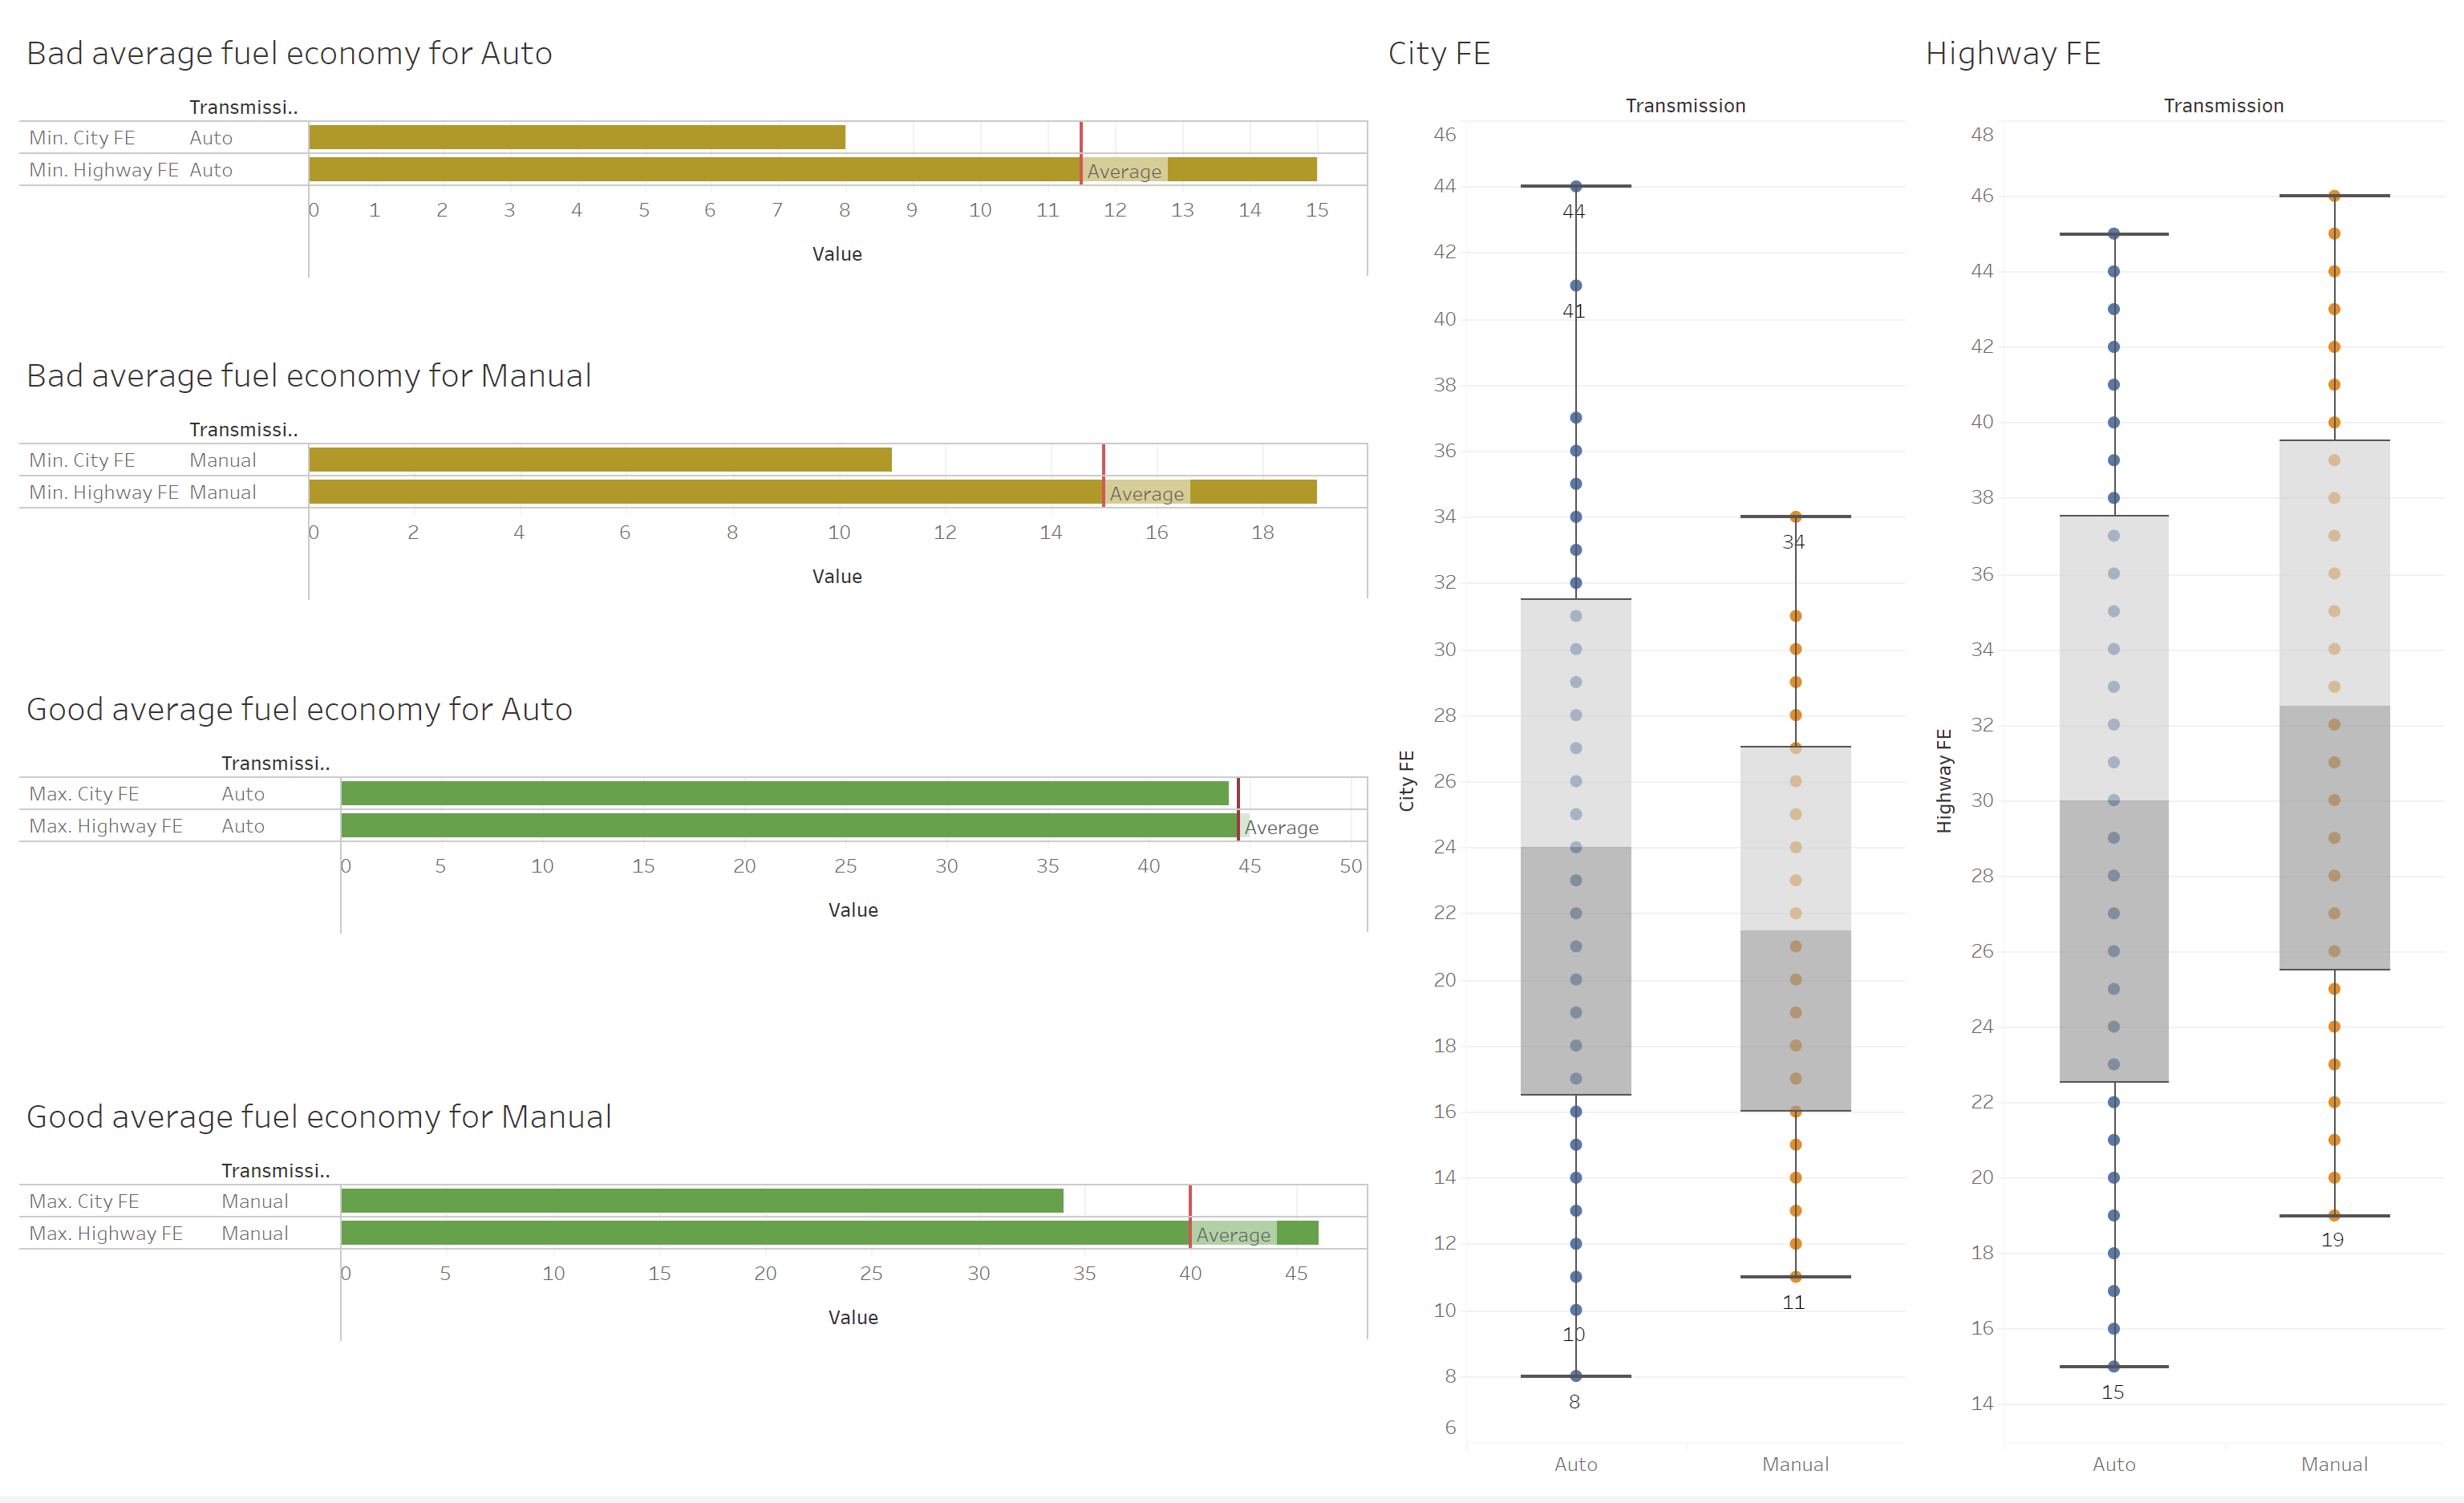 Bad average fuel economy for Auto
Transmissi..
Min. City FE Auto
Min. Highway FE Auto
Average
0 1 2 3 4 5 6 7 8 9 10 11 12 13 14 15
Value
Bad average fuel economy for Manual
Transmissi..
Min. City FE Manual
Min. Highway FE Manual
Average
0 2 4 6 8 10 12 14 16 18
Value
Good average fuel economy for Auto
Transmissi..
Max. City FE Auto
Max. Highway FE Auto
Average
0 5 10 15 20 25 30 35 40 45 50
Value
Good average fuel economy for Manual
Transmissi..
Max. City FE Manual
Max. Highway FE Manual
Average
0 5 10 15 20 25 30 35 40 45
Value
City FE
Transmission
46
44
42
40
38
36
34
32
30
28
26
24
22
20
18
16
14
12
10
8
6
City FE
44
41
34
10
11
8
Auto Manual
Highway FE
Transmission
48
46
44
42
40
38
36
34
32
30
28
26
24
22
20
18
16
14
Highway FE
19
15
Auto Manual